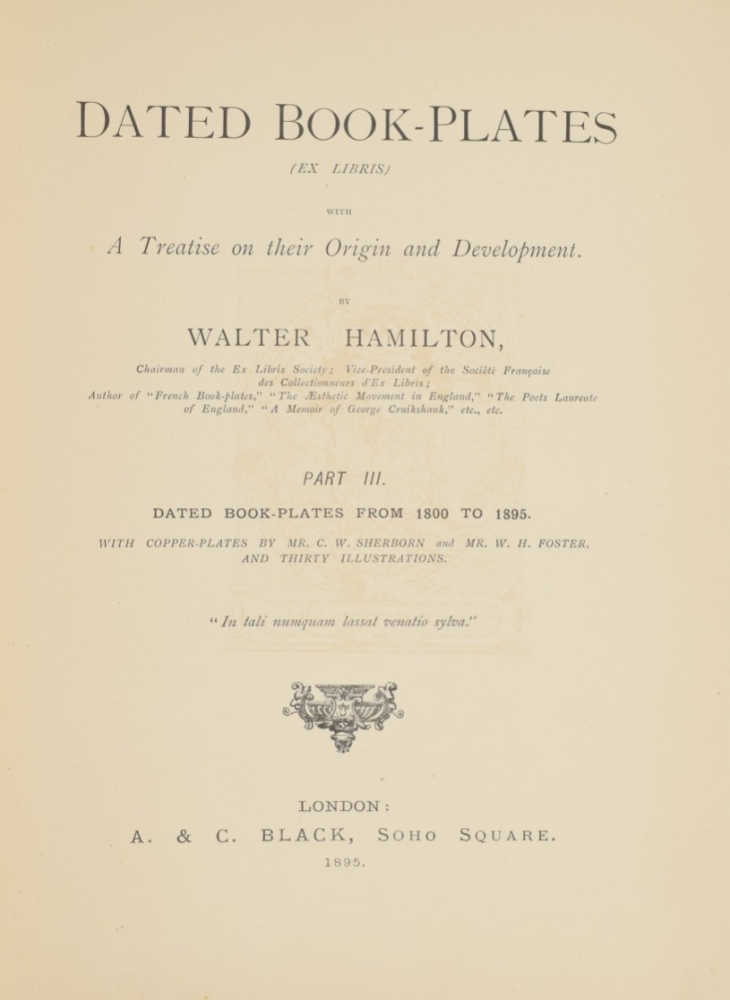 DATED BOOK-PLATES
(EX LIBRIS)
WITH
A Treatise on their Origin and Development.
BY
WALTER HAMILTON,
Chairman of the Ex Libris Society; Vice-President of the Société Française
des Collectionneurs d'Ex Libris;
Author of "French Book-plates," "The Æsthetic Movement in England," "The Poets Laureate
of England," "A Memoir of George Cruikshank," etc., etc.
PART III.
DATED BOOK-PLATES FROM 1800 TO 1895.
WITH COPPER-PLATES BY MR. C. W. SHERBORN and MR. W. H. FOSTER,
AND THIRTY ILLUSTRATIONS.
"In tali numquam lassat venatio sylva."
LONDON:
A. & C. BLACK, SOHO SQUARE.
1895.